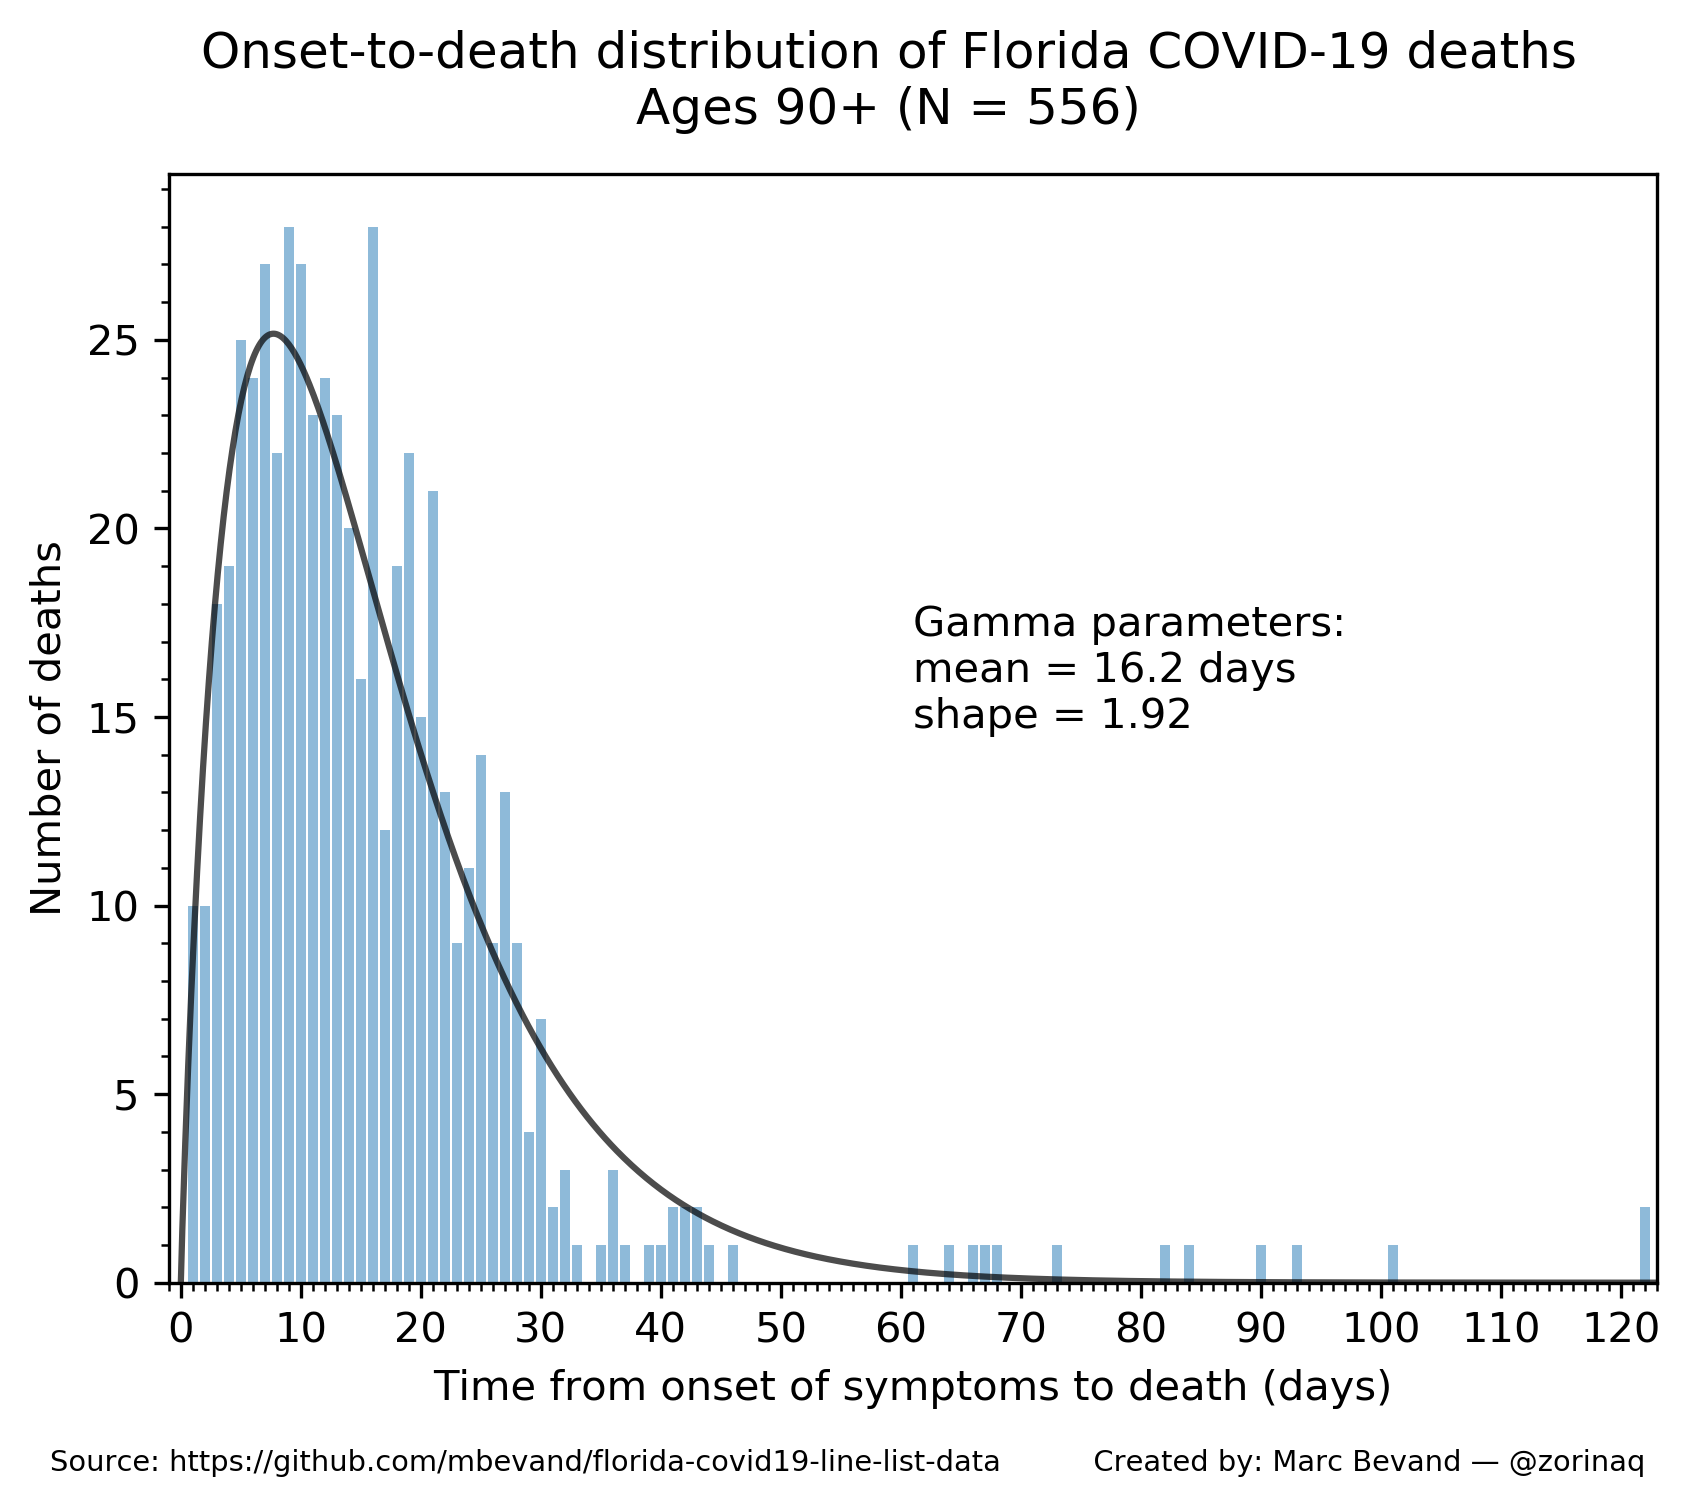 Onset-to-death distribution of Florida COVID-19 deaths
Ages 90+ (N = 556)
Number of deaths
25
20
15
10
5
0
Gamma parameters:
mean = 16.2 days
shape = 1.92
0 10 20 30 40 50 60 70 80 90 100 110 120
Time from onset of symptoms to death (days)
Source: https://github.com/mbevand/florida-covid19-line-list-data
Created by: Marc Bevand — @zorinaq